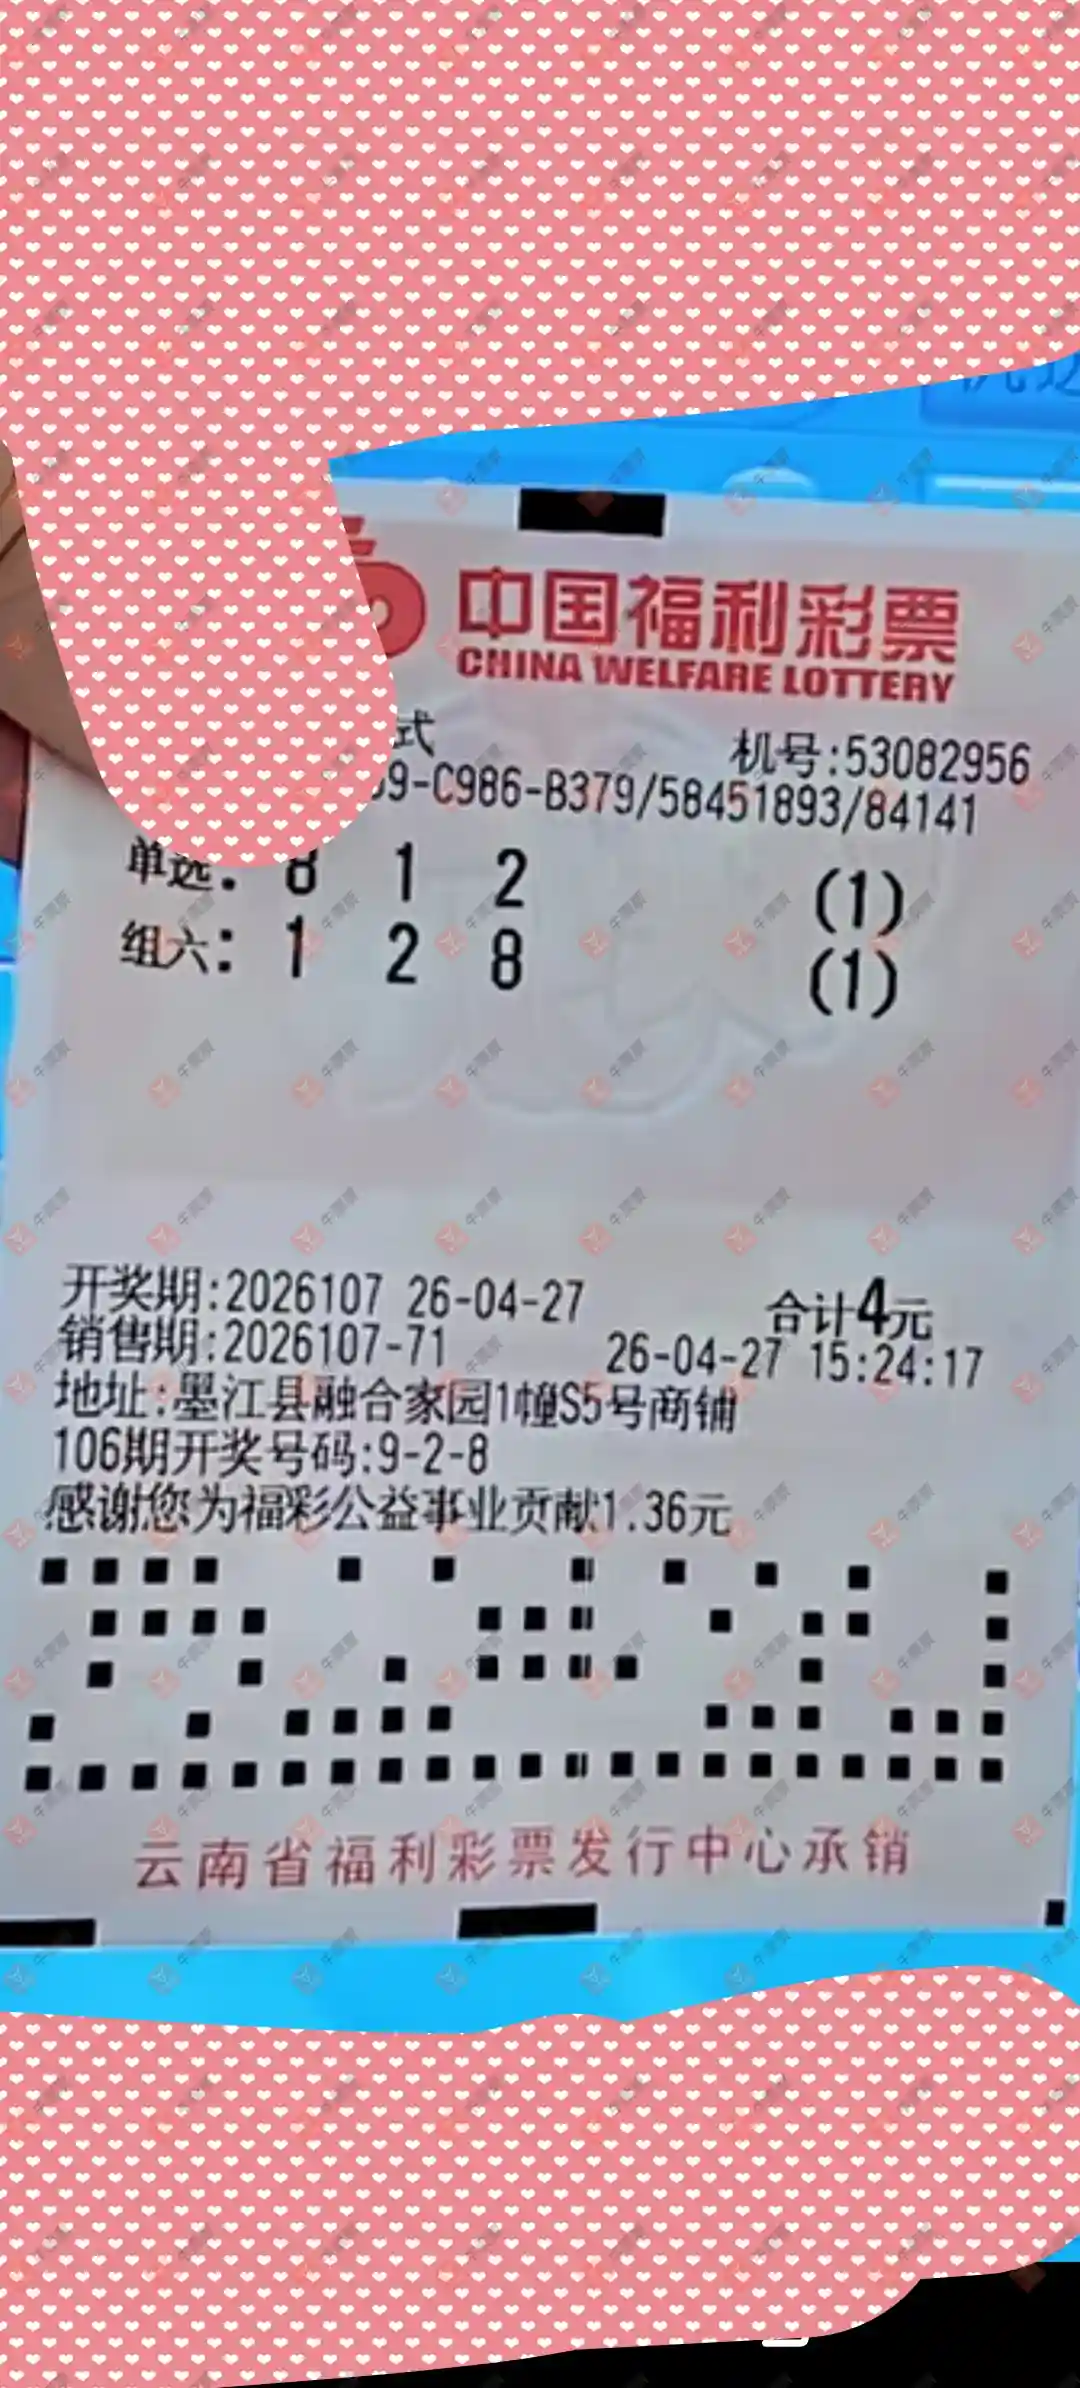 中国福利彩票
CHINA WELFARE LOTTERY
式
机号:53082956
09-C986-B379/58451893/84141
单选: 8 1 2 (1)
组六: 1 2 8 (1)
开奖期:2026107 26-04-27 合计4元
销售期:2026107-71 26-04-27 15:24:17
地址:墨江县融合家园1幢S5号商铺
106期开奖号码:9-2-8
感谢您为福彩公益事业贡献1.36元
云南省福利彩票发行中心承销